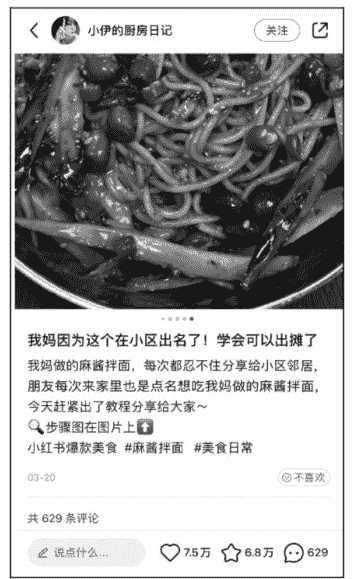 小伊的厨房日记
关注
我妈因为这个在小区出名了！学会可以出摊了
我妈做的麻酱拌面，每次都忍不住分享给小区邻居，
朋友每次来家里也是点名想吃我妈做的麻酱拌面，
今天赶紧出了教程分享给大家～
🔍步骤图在图片上⬆️
小红书爆款美食 #麻酱拌面 #美食日常
03-20
不喜欢
共 629 条评论
说点什么...
7.5万
6.8万
629